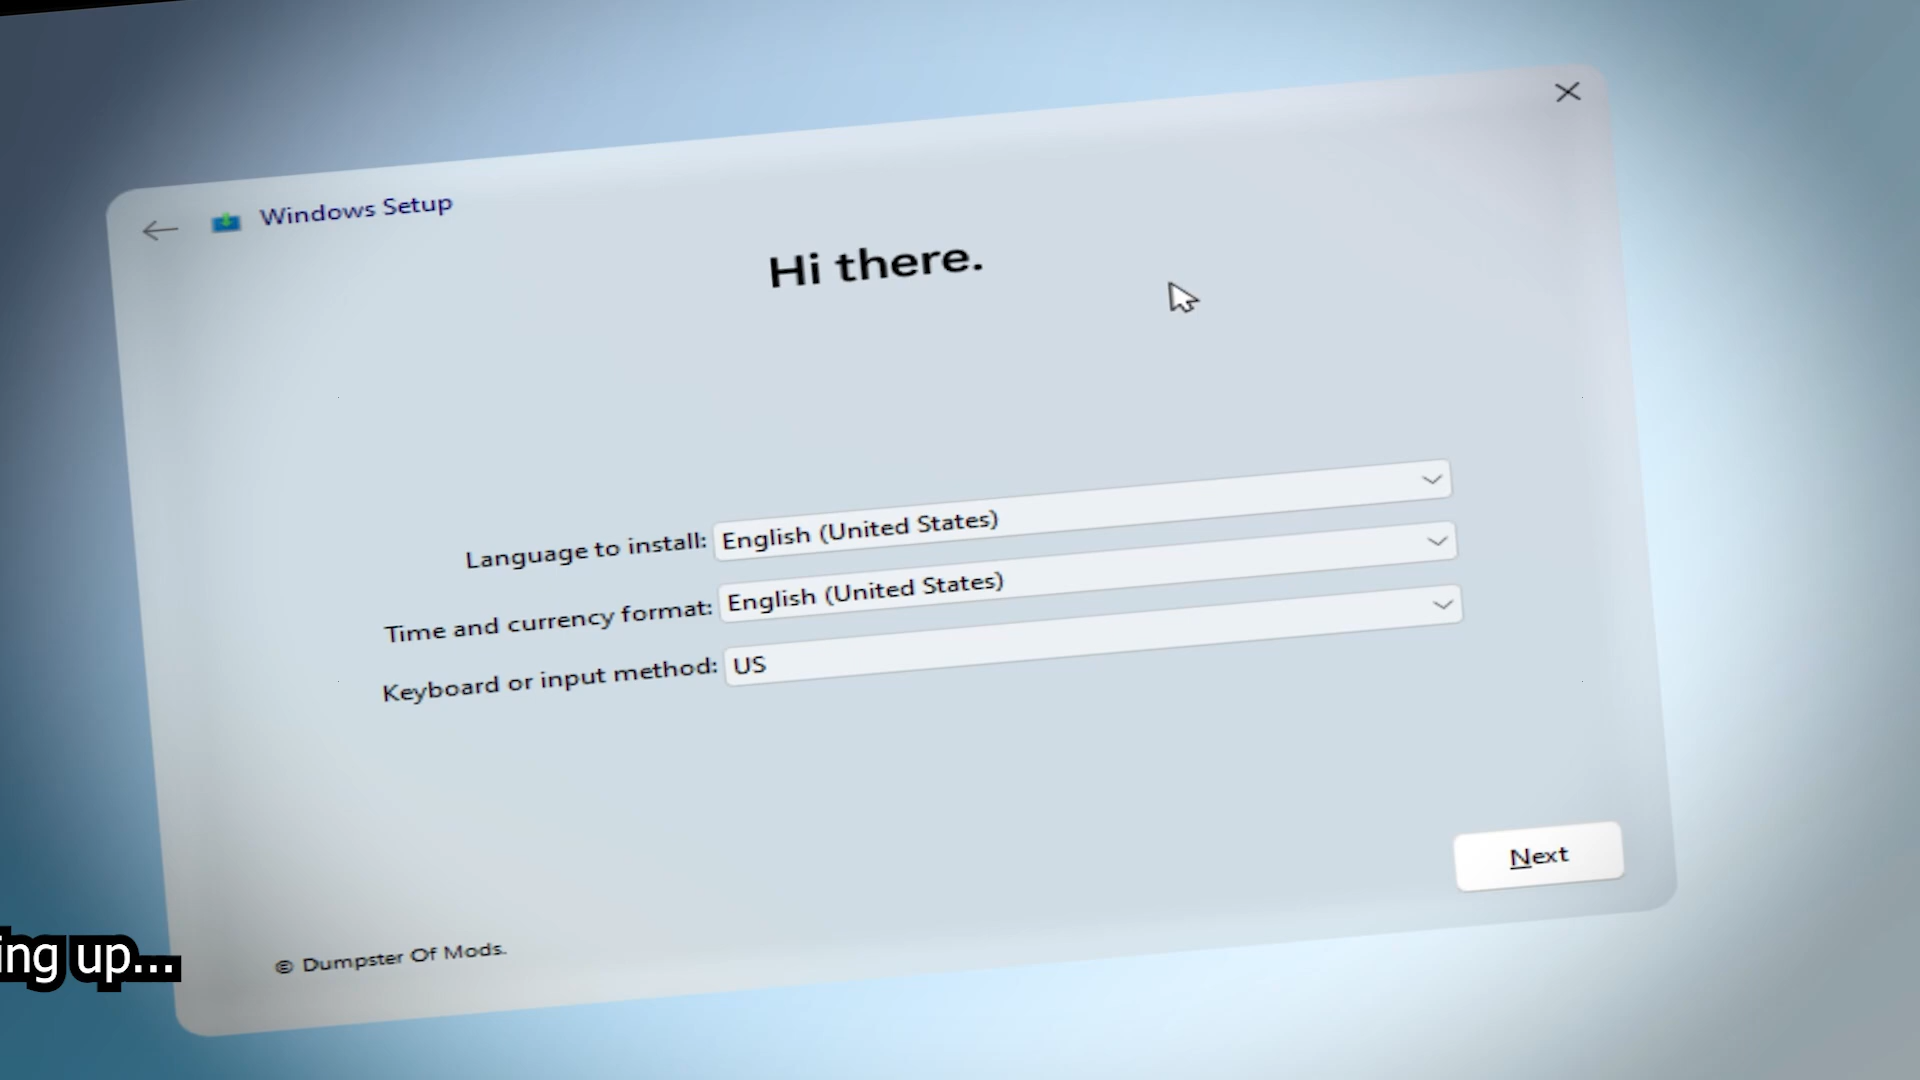 Windows Setup
Hi there.
Language to install: English (United States)
Time and currency format: English (United States)
Keyboard or input method: US
Next
ing up...
© Dumpster Of Mods.